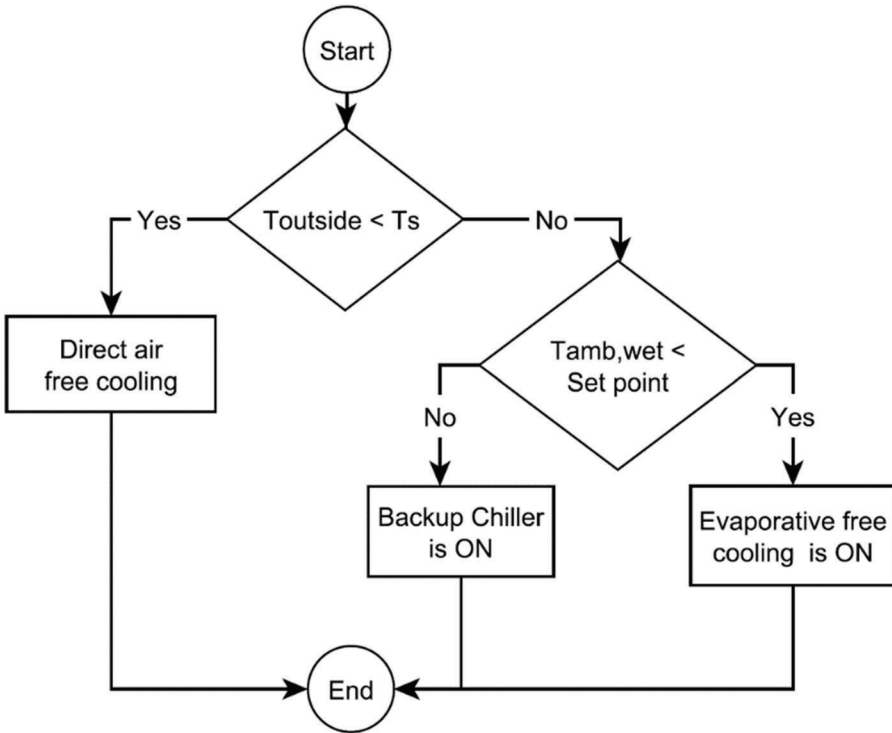 Start
Toutside < Ts
Yes
No
Direct air
free cooling
Tamb,wet <
Set point
No
Yes
Backup Chiller
is ON
Evaporative free
cooling is ON
End